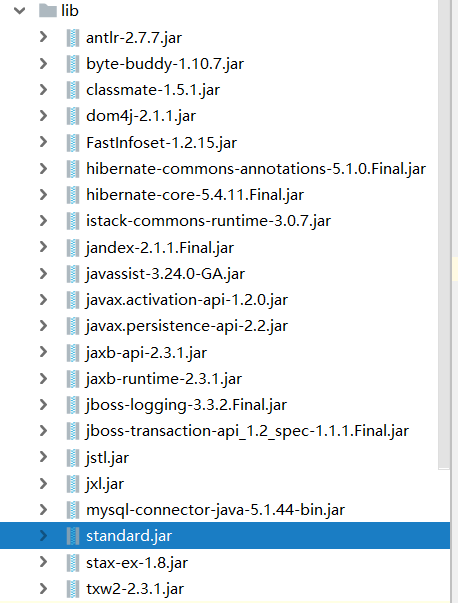 lib
antlr-2.7.7.jar
byte-buddy-1.10.7.jar
classmate-1.5.1.jar
dom4j-2.1.1.jar
FastInfoset-1.2.15.jar
hibernate-commons-annotations-5.1.0.Final.jar
hibernate-core-5.4.11.Final.jar
istack-commons-runtime-3.0.7.jar
jandex-2.1.1.Final.jar
javassist-3.24.0-GA.jar
javax.activation-api-1.2.0.jar
javax.persistence-api-2.2.jar
jaxb-api-2.3.1.jar
jaxb-runtime-2.3.1.jar
jboss-logging-3.3.2.Final.jar
jboss-transaction-api_1.2_spec-1.1.1.Final.jar
jstl.jar
jxl.jar
mysql-connector-java-5.1.44-bin.jar
standard.jar
stax-ex-1.8.jar
txw2-2.3.1.jar